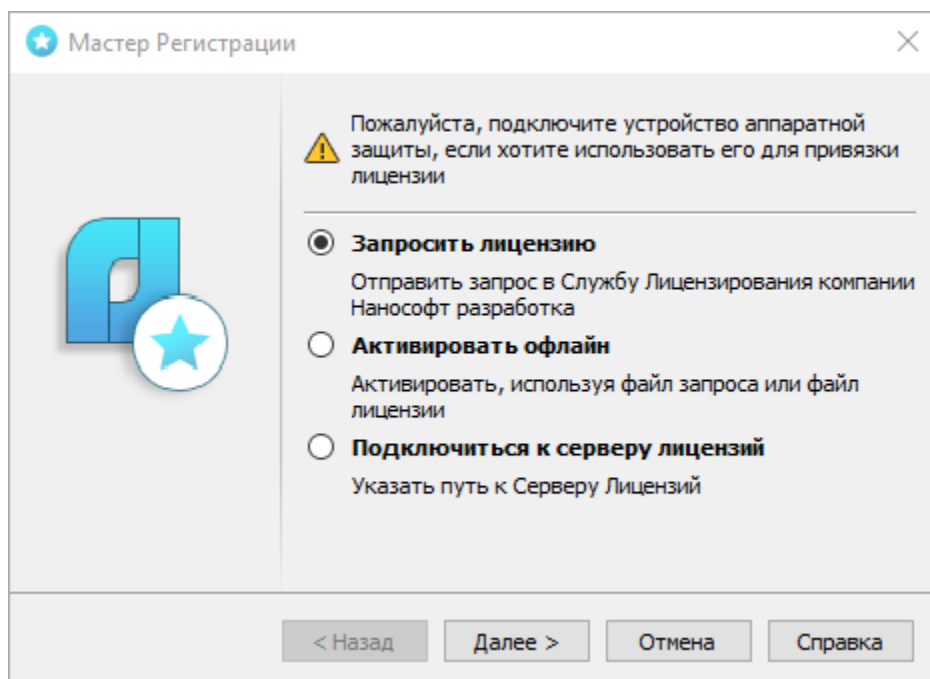 Мастер Регистрации
Пожалуйста, подключите устройство аппаратной
защиты, если хотите использовать его для привязки
лицензии
Запросить лицензию
Отправить запрос в Службу Лицензирования компании
Нанософт разработка
Активировать офлайн
Активировать, используя файл запроса или файл
лицензии
Подключиться к серверу лицензий
Указать путь к Серверу Лицензий
< Назад
Далее >
Отмена
Справка